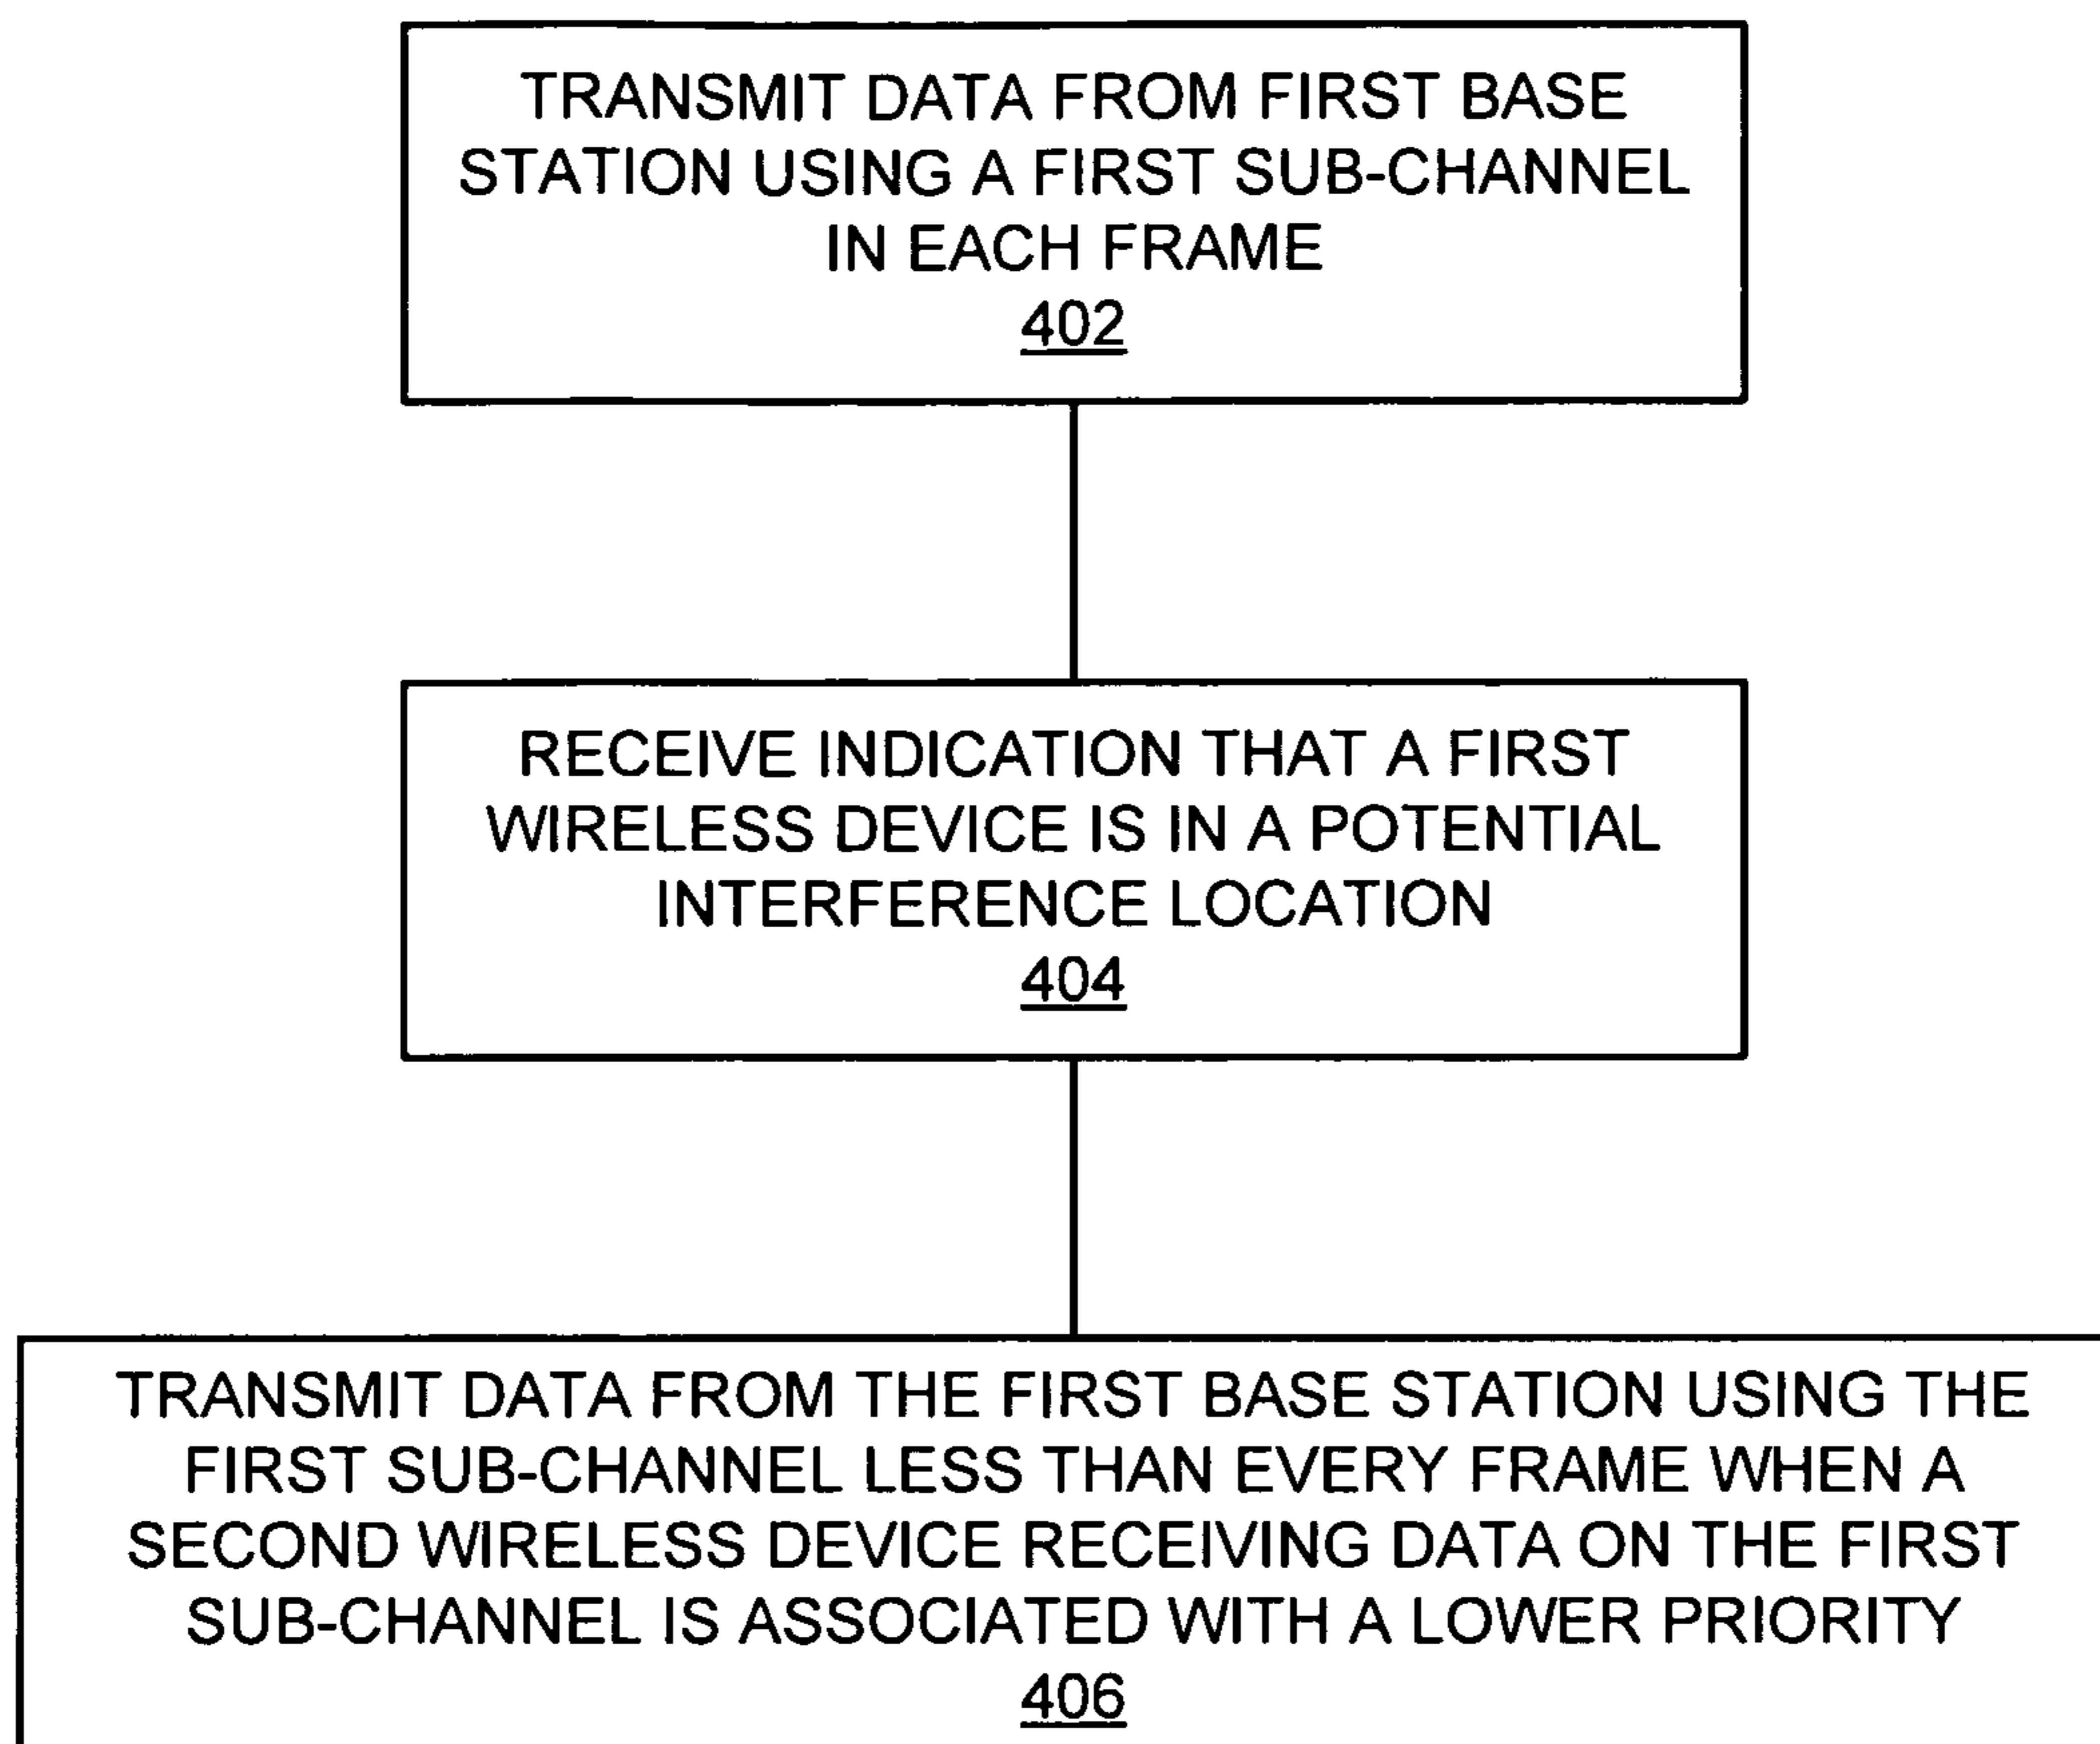 TRANSMIT DATA FROM FIRST BASE
STATION USING A FIRST SUB-CHANNEL
IN EACH FRAME
402
RECEIVE INDICATION THAT A FIRST
WIRELESS DEVICE IS IN A POTENTIAL
INTERFERENCE LOCATION
404
TRANSMIT DATA FROM THE FIRST BASE STATION USING THE
FIRST SUB-CHANNEL LESS THAN EVERY FRAME WHEN A
SECOND WIRELESS DEVICE RECEIVING DATA ON THE FIRST
SUB-CHANNEL IS ASSOCIATED WITH A LOWER PRIORITY
406